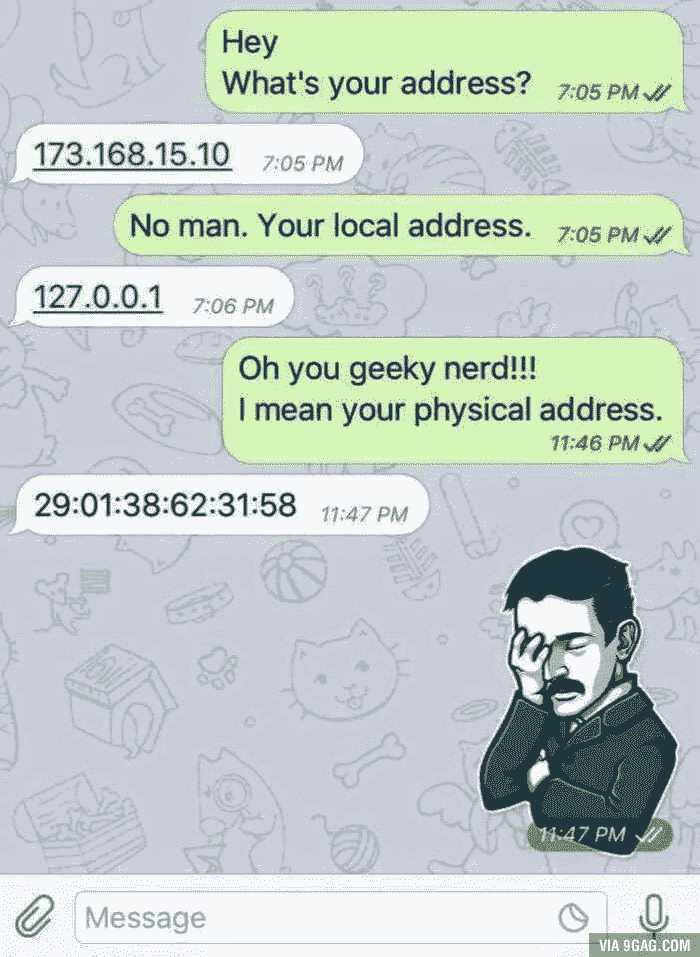 Hey
What's your address? 7:05 PM
173.168.15.10 7:05 PM
No man. Your local address. 7:05 PM
127.0.0.1 7:06 PM
Oh you geeky nerd!!!
I mean your physical address.
11:46 PM
29:01:38:62:31:58 11:47 PM
11:47 PM
Message
VIA 9GAG.COM